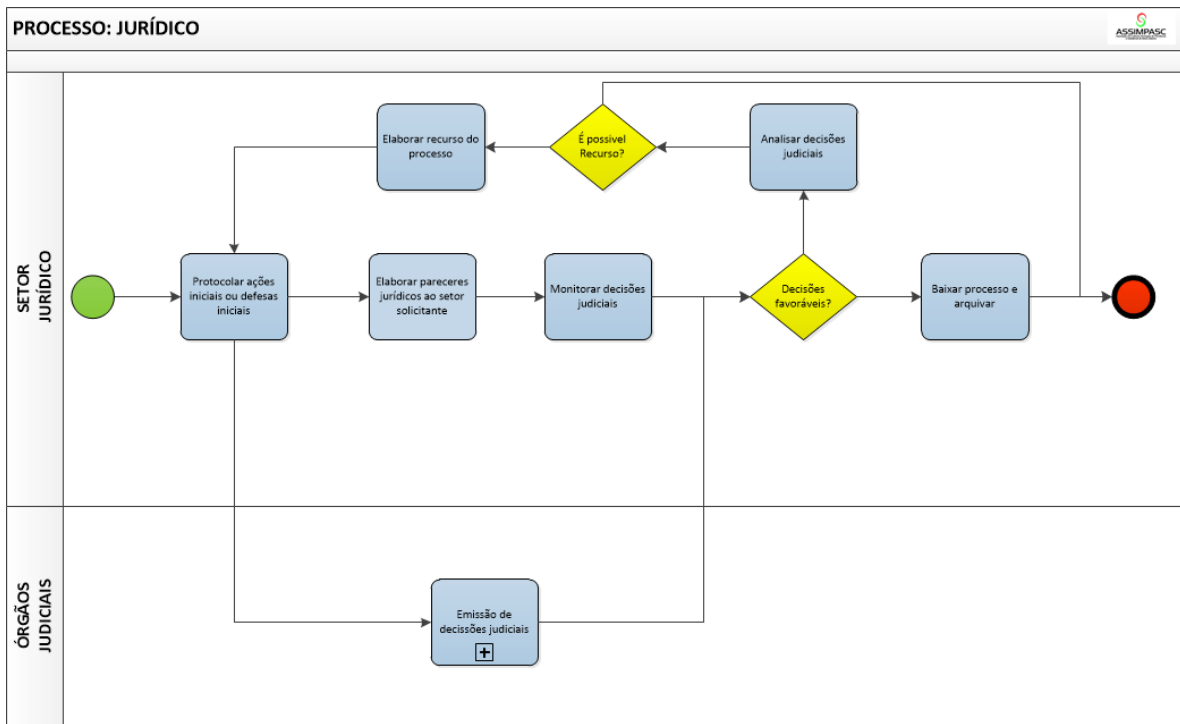 PROCESSO: JURÍDICO
ASSIMPASC
SETOR
JURÍDICO
Elaborar recurso do
processo
É possivel
Recurso?
Analisar decisões
judiciais
Protocolar ações
iniciais ou defesas
iniciais
Elaborar pareceres
jurídicos ao setor
solicitante
Monitorar decisões
judiciais
Decisões
favoráveis?
Baixar processo e
arquivar
ÓRGÃOS
JUDICIAIS
Emissão de
decissões judiciais